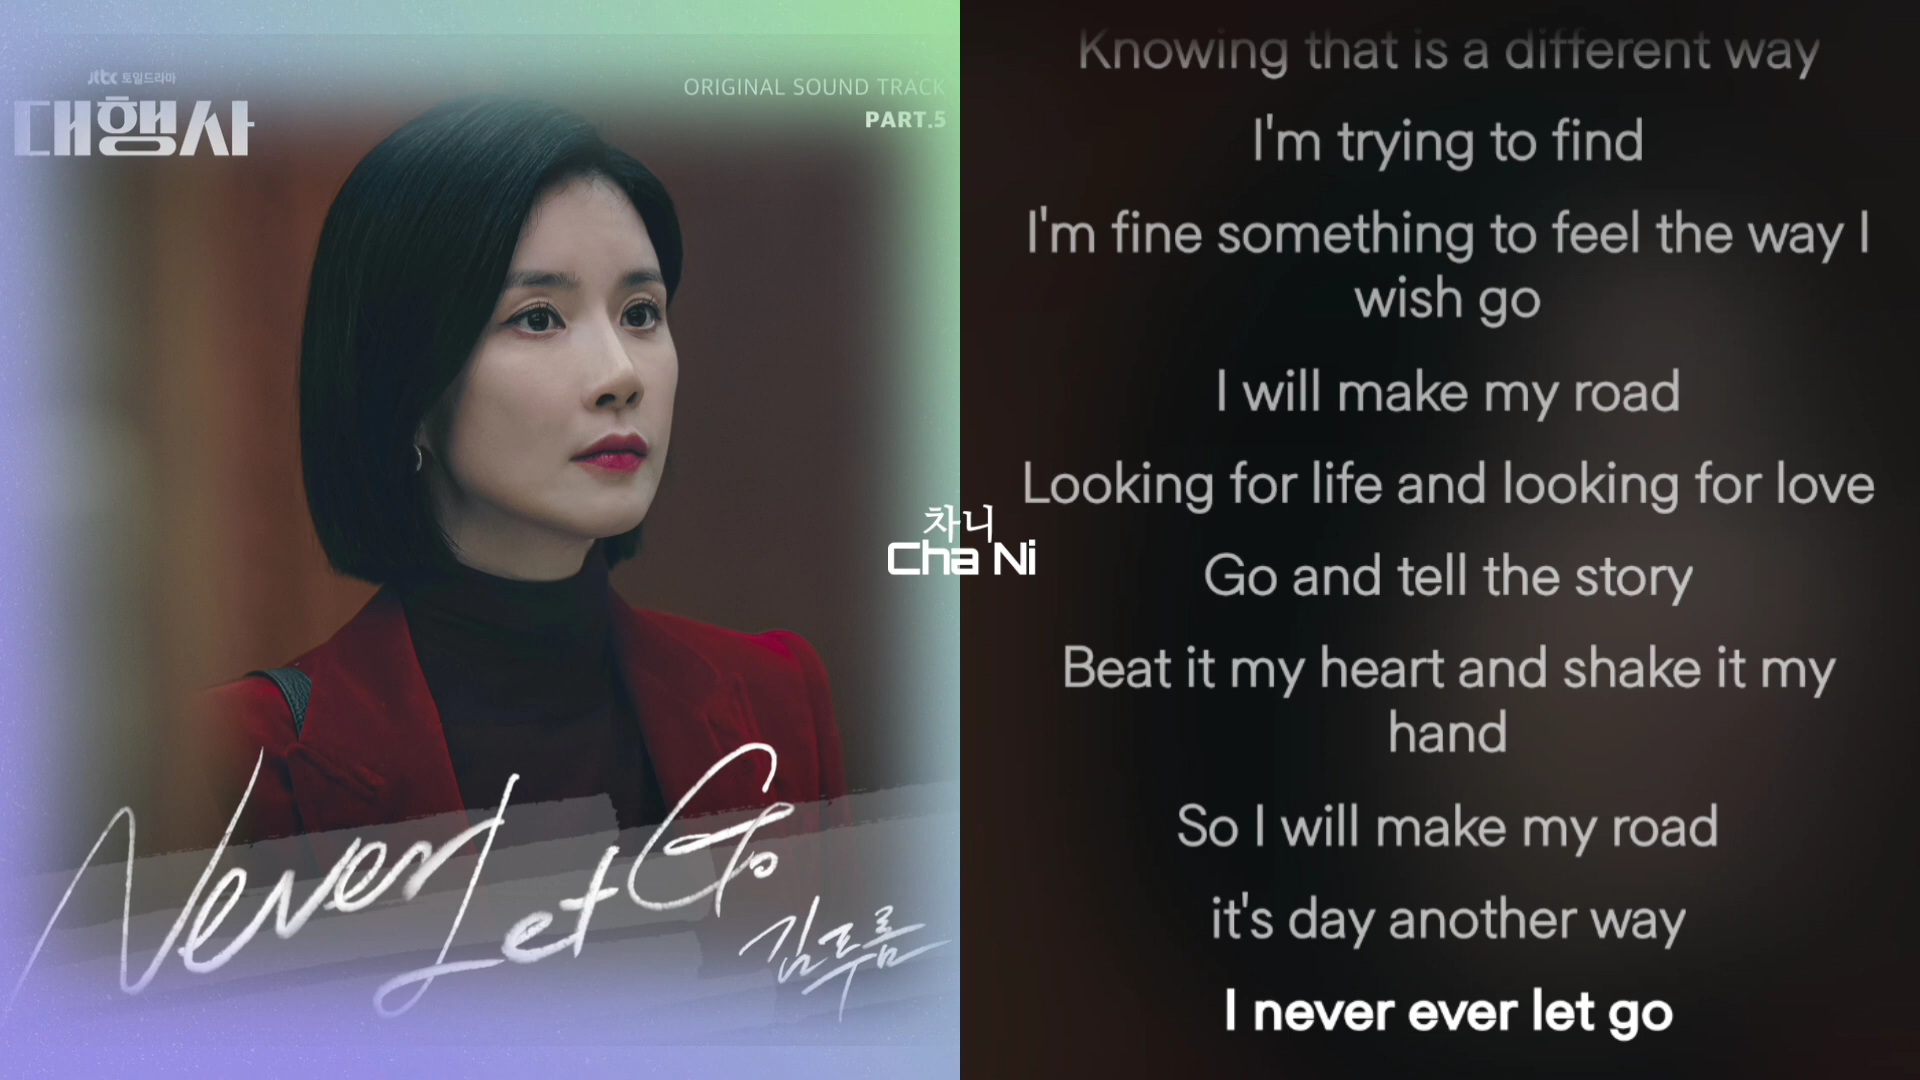 jtbc 토일드라마
대행사
ORIGINAL SOUND TRACK
PART.5
Never Let Go
김푸름
차니
Cha Ni
Knowing that is a different way
I'm trying to find
I'm fine something to feel the way I
wish go
I will make my road
Looking for life and looking for love
Go and tell the story
Beat it my heart and shake it my
hand
So I will make my road
it's day another way
I never ever let go